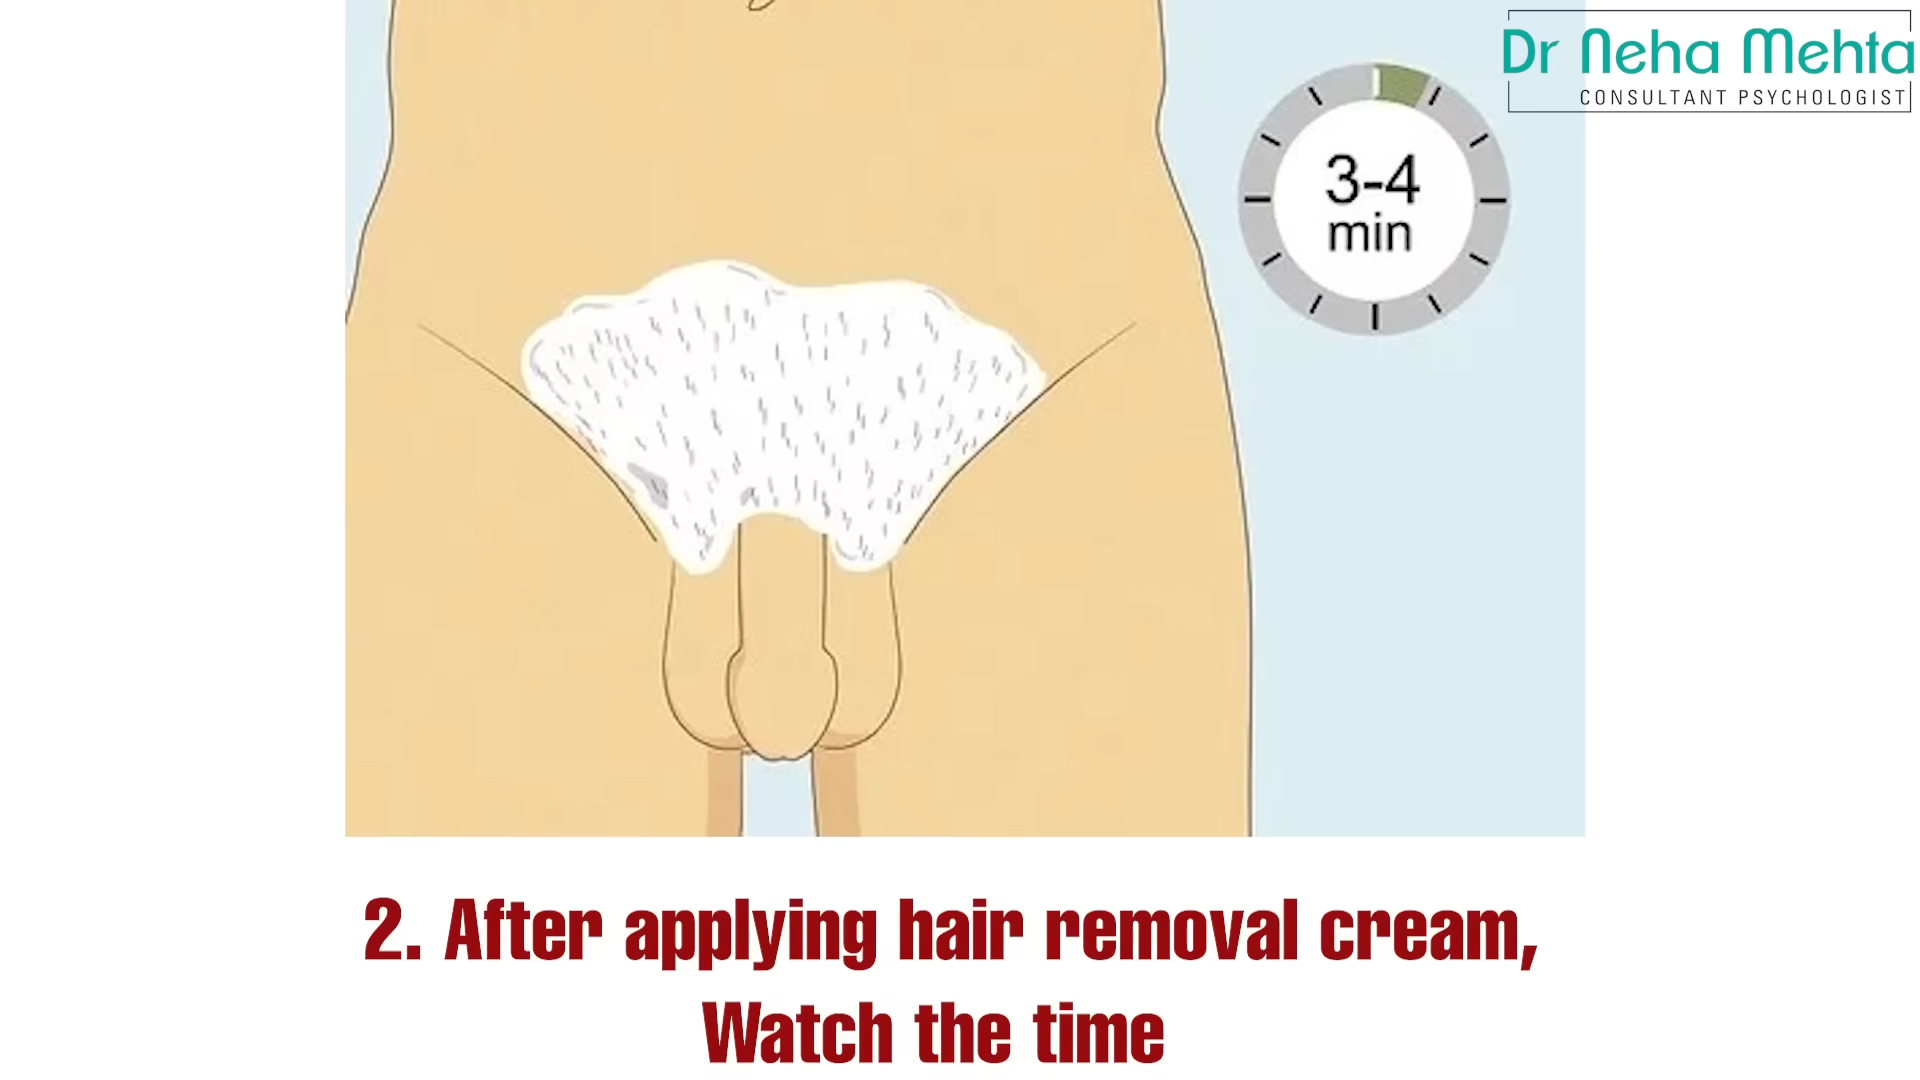 Dr Neha Mehta
CONSULTANT PSYCHOLOGIST
3-4
min
2. After applying hair removal cream,
Watch the time